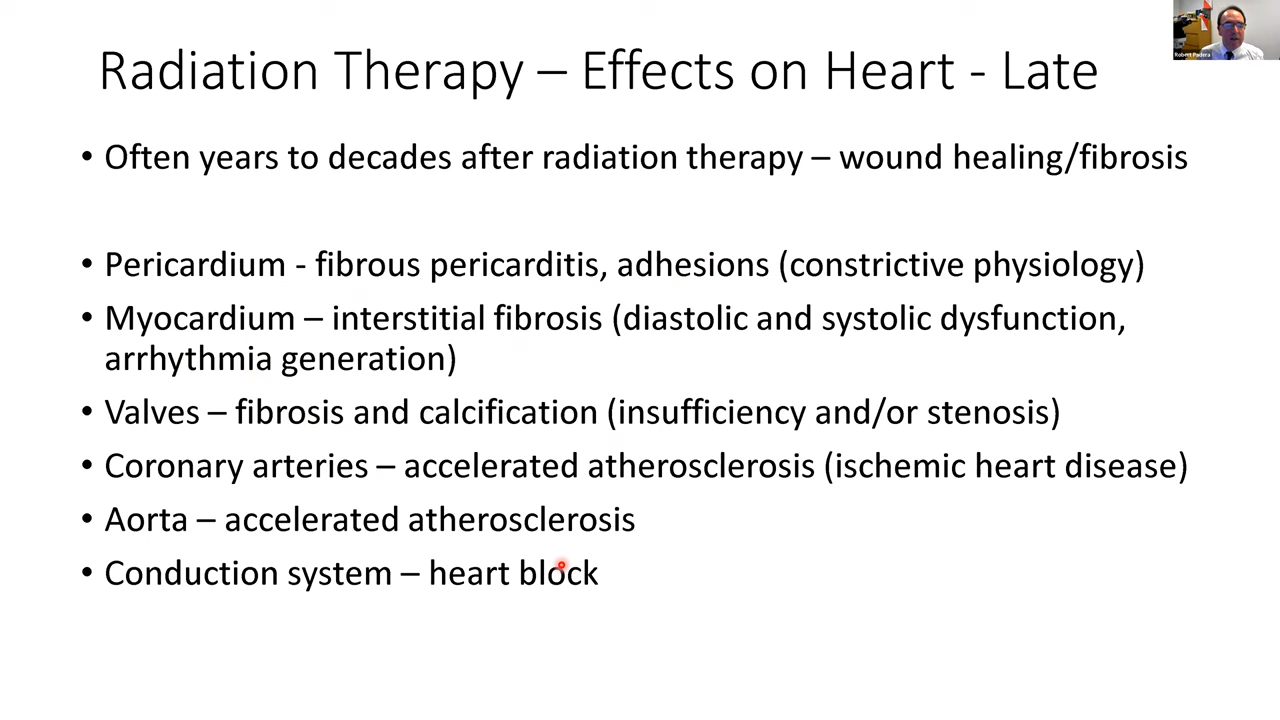 Radiation Therapy – Effects on Heart - Late
Robert Padera
• Often years to decades after radiation therapy – wound healing/fibrosis
• Pericardium - fibrous pericarditis, adhesions (constrictive physiology)
• Myocardium – interstitial fibrosis (diastolic and systolic dysfunction,
arrhythmia generation)
• Valves – fibrosis and calcification (insufficiency and/or stenosis)
• Coronary arteries – accelerated atherosclerosis (ischemic heart disease)
• Aorta – accelerated atherosclerosis
• Conduction system – heart block